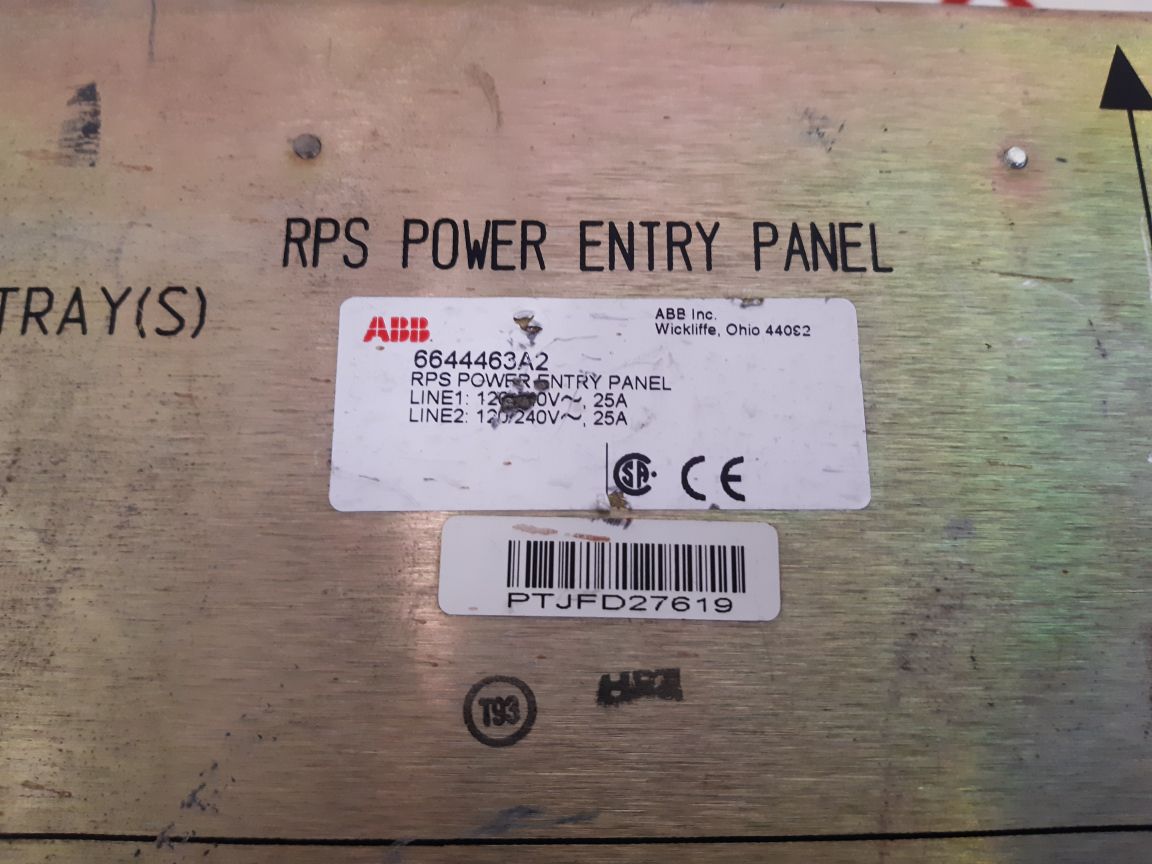 RPS POWER ENTRY PANEL
TRAY(S)
ABB
ABB Inc.
Wickliffe, Ohio 44092
6644463A2
RPS POWER ENTRY PANEL
LINE1: 25A
LINE2: 120/240V~, 25A
SA
CE
PTJFD27619
T93